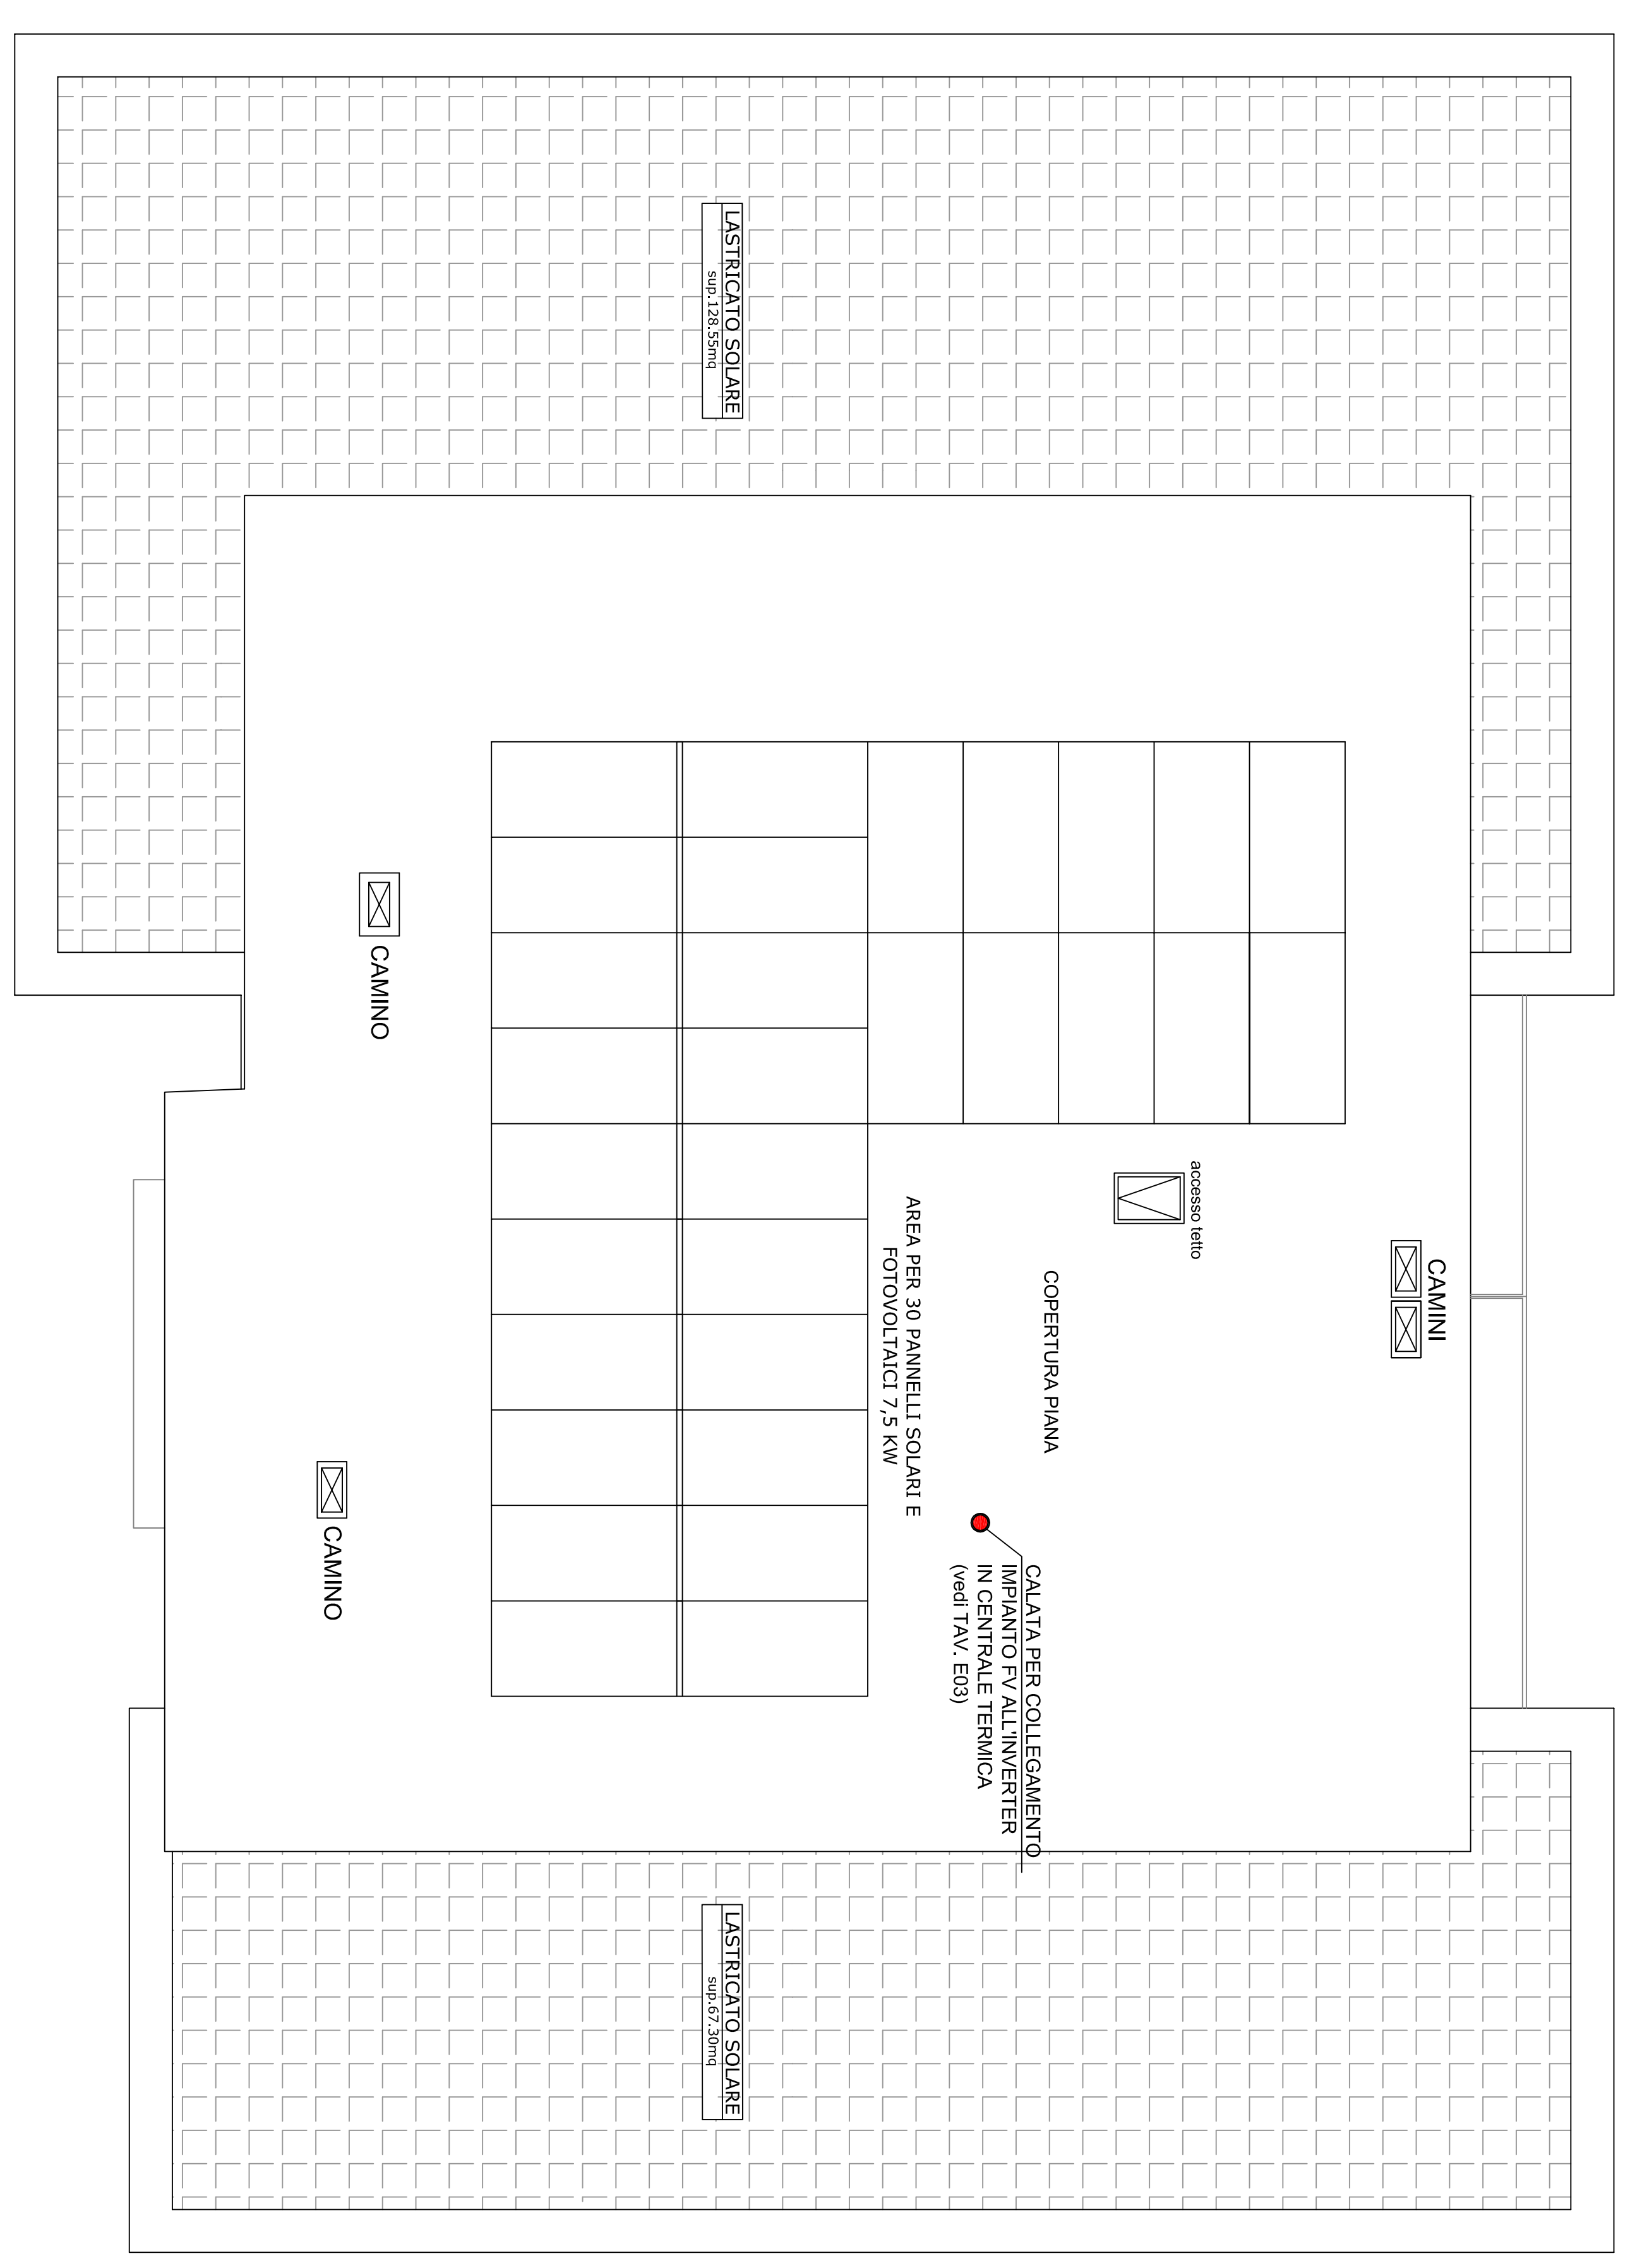 LASTRICATO SOLARE
sup.128.55mq
CAMINO
accesso tetto
CAMINI
COPERTURA PIANA
AREA PER 30 PANNELLI SOLARI E
FOTOVOLTAICI 7,5 KW
CALATA PER COLLEGAMENTO
IMPIANTO FV ALL'INVERTER
IN CENTRALE TERMICA
(vedi TAV. E03)
CAMINO
LASTRICATO SOLARE
sup.67.30mq